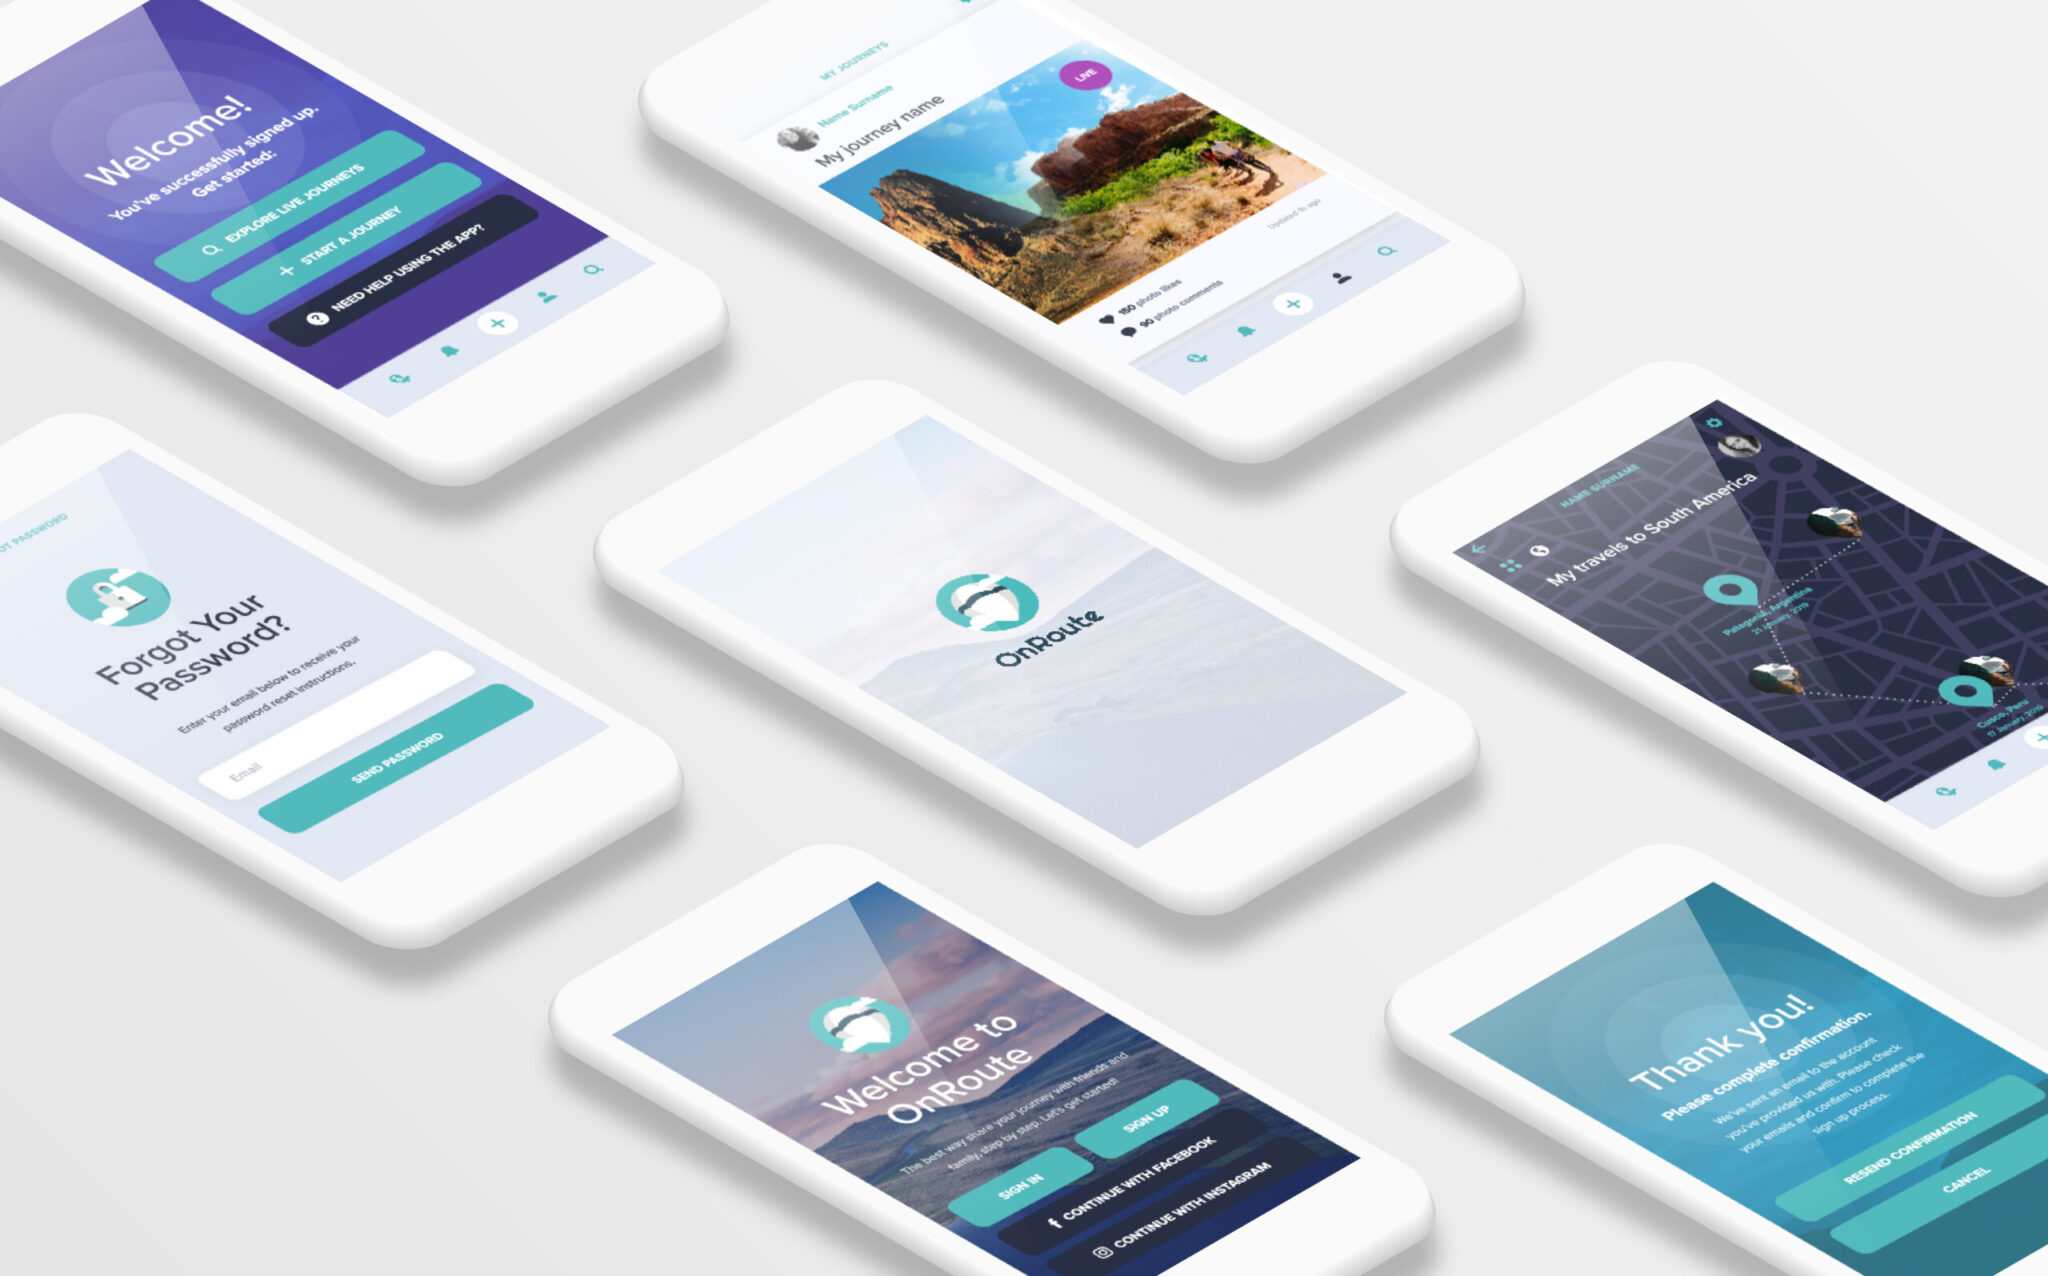 Welcome!
You've successfully signed up.
Get started:
EXPLORE LIVE JOURNEYS
START A JOURNEY
NEED HELP USING THE APP?
MY JOURNEYS
Name Surname
My journey name
LIVE
Updated 1h ago
150 photo likes
90 photo comments
OT PASSWORD
Forgot Your
Password?
Enter your email below to receive your
password reset instructions.
Email
SEND PASSWORD
OnRoute
NAME SURNAME
My travels to South America
Patagonia, Argentina
21 January, 2019
Cusco, Peru
17 January, 2019
Welcome to
OnRoute
The best way share your journey with friends and
family, step by step. Let's get started!
SIGN IN
SIGN UP
CONTINUE WITH FACEBOOK
CONTINUE WITH INSTAGRAM
Thank you!
Please complete confirmation.
We've sent an email to the account
you've provided us with. Please check
your emails and confirm to complete the
sign up process.
RESEND CONFIRMATION
CANCEL